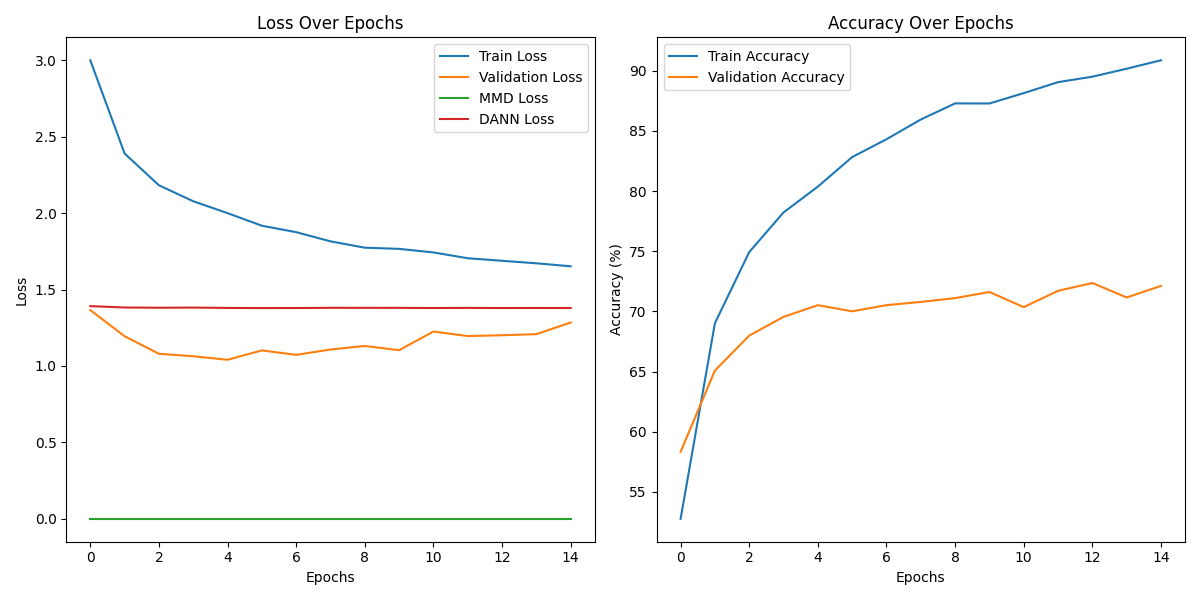 Loss Over Epochs
3.0
2.5
2.0
1.5
1.0
0.5
0.0
Loss
Train Loss
Validation Loss
MMD Loss
DANN Loss
0 2 4 6 8 10 12 14
Epochs
Accuracy Over Epochs
90
85
80
75
70
65
60
55
Accuracy (%)
Train Accuracy
Validation Accuracy
0 2 4 6 8 10 12 14
Epochs